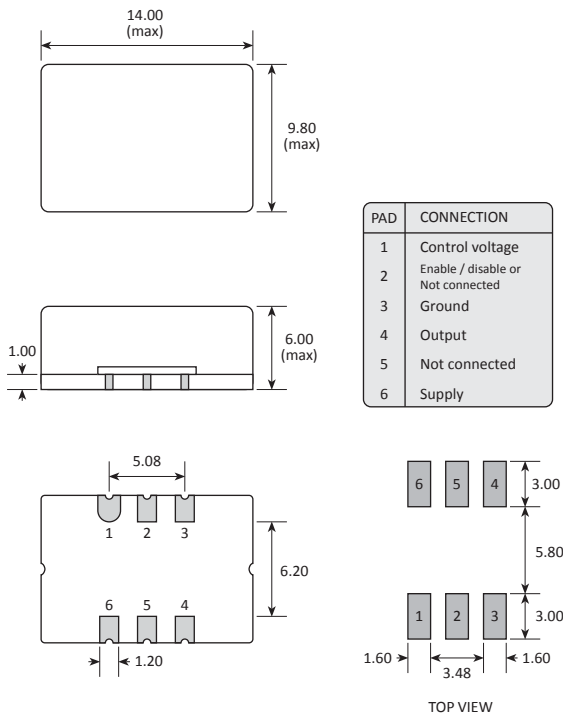 14.00
(max)
9.80
(max)
PAD CONNECTION
1 Control voltage
2 Enable / disable or
Not connected
3 Ground
4 Output
5 Not connected
6 Supply
1.00
6.00
(max)
5.08
1 2 3
6.20
6 5 4
1.20
6 5 4
3.00
5.80
1 2 3
3.00
1.60
3.48
1.60
TOP VIEW